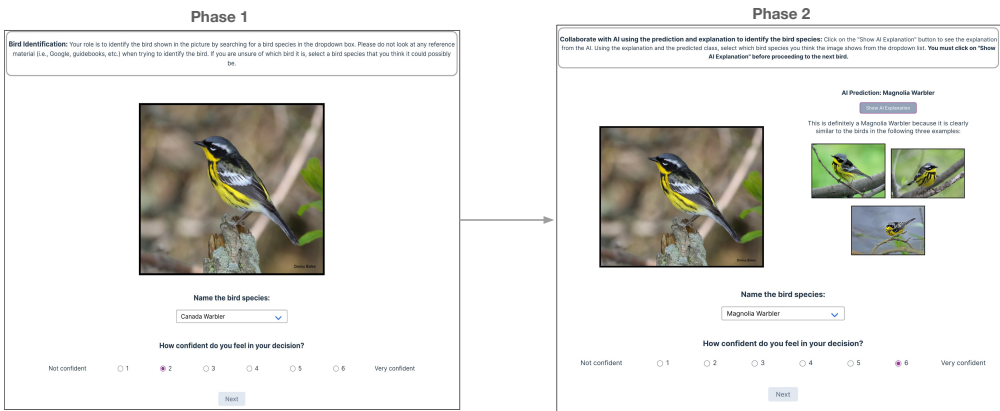 Phase 1
Bird Identification: Your role is to identify the bird shown in the picture by searching for a bird species in the dropdown box. Please do not look at any reference
material (i.e., Google, guidebooks, etc.) when trying to identify the bird. If you are unsure of which bird it is, select a bird species that you think it could possibly
be.
Name the bird species:
Canada Warbler
How confident do you feel in your decision?
Not confident 1 2 3 4 5 6 Very confident
Next
Phase 2
Collaborate with AI using the prediction and explanation to identify the bird species: Click on the "Show AI Explanation" button to see the explanation
from the AI. Using the explanation and the predicted class, select which bird species you think the image shows from the dropdown list. You must click on "Show
AI Explanation" before proceeding to the next bird.
AI Prediction: Magnolia Warbler
Show AI Explanation
This is definitely a Magnolia Warbler because it is clearly
similar to the birds in the following three examples:
Name the bird species:
Magnolia Warbler
How confident do you feel in your decision?
Not confident 1 2 3 4 5 6 Very confident
Next